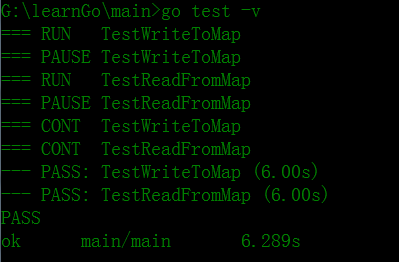 G:\learnGo\main>go test -v
=== RUN   TestWriteToMap
=== PAUSE TestWriteToMap
=== RUN   TestReadFromMap
=== PAUSE TestReadFromMap
=== CONT  TestWriteToMap
=== CONT  TestReadFromMap
--- PASS: TestWriteToMap (6.00s)
--- PASS: TestReadFromMap (6.00s)
PASS
ok      main/main       6.289s